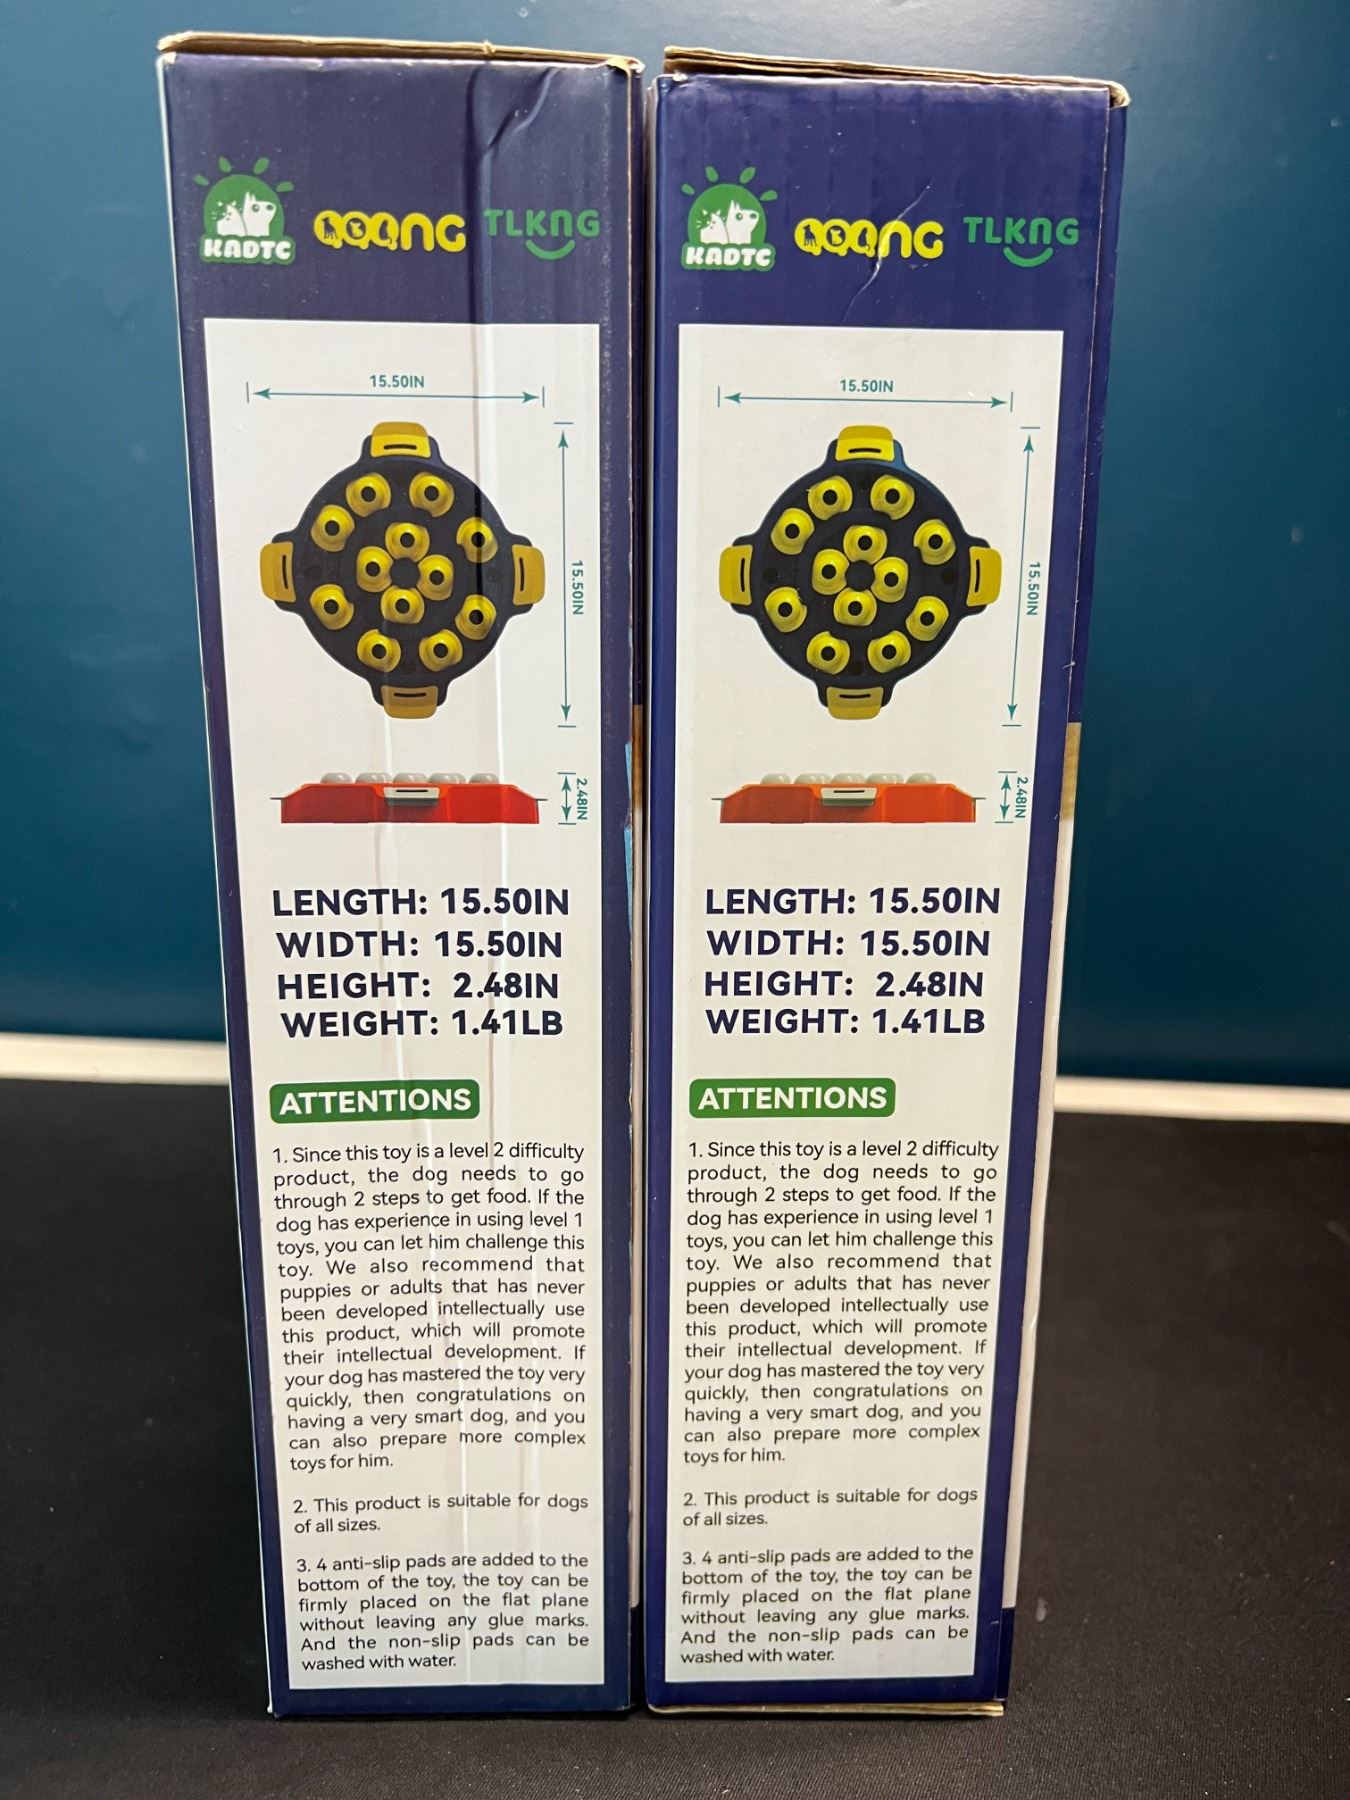 KADTC
QQQNG
TLKNG
15.50IN
15.50IN
2.48IN
LENGTH: 15.50IN
WIDTH: 15.50IN
HEIGHT: 2.48IN
WEIGHT: 1.41LB
ATTENTIONS
1. Since this toy is a level 2 difficulty
product, the dog needs to go
through 2 steps to get food. If the
dog has experience in using level 1
toys, you can let him challenge this
toy. We also recommend that
puppies or adults that has never
been developed intellectually use
this product, which will promote
their intellectual development. If
your dog has mastered the toy very
quickly, then congratulations on
having a very smart dog, and you
can also prepare more complex
toys for him.
2. This product is suitable for dogs
of all sizes.
3. 4 anti-slip pads are added to the
bottom of the toy, the toy can be
firmly placed on the flat plane
without leaving any glue marks.
And the non-slip pads can be
washed with water.
KADTC
QQQNG
TLKNG
15.50IN
15.50IN
2.48IN
LENGTH: 15.50IN
WIDTH: 15.50IN
HEIGHT: 2.48IN
WEIGHT: 1.41LB
ATTENTIONS
1. Since this toy is a level 2 difficulty
product, the dog needs to go
through 2 steps to get food. If the
dog has experience in using level 1
toys, you can let him challenge this
toy. We also recommend that
puppies or adults that has never
been developed intellectually use
this product, which will promote
their intellectual development. If
your dog has mastered the toy very
quickly, then congratulations on
having a very smart dog, and you
can also prepare more complex
toys for him.
2. This product is suitable for dogs
of all sizes.
3. 4 anti-slip pads are added to the
bottom of the toy, the toy can be
firmly placed on the flat plane
without leaving any glue marks.
And the non-slip pads can be
washed with water.